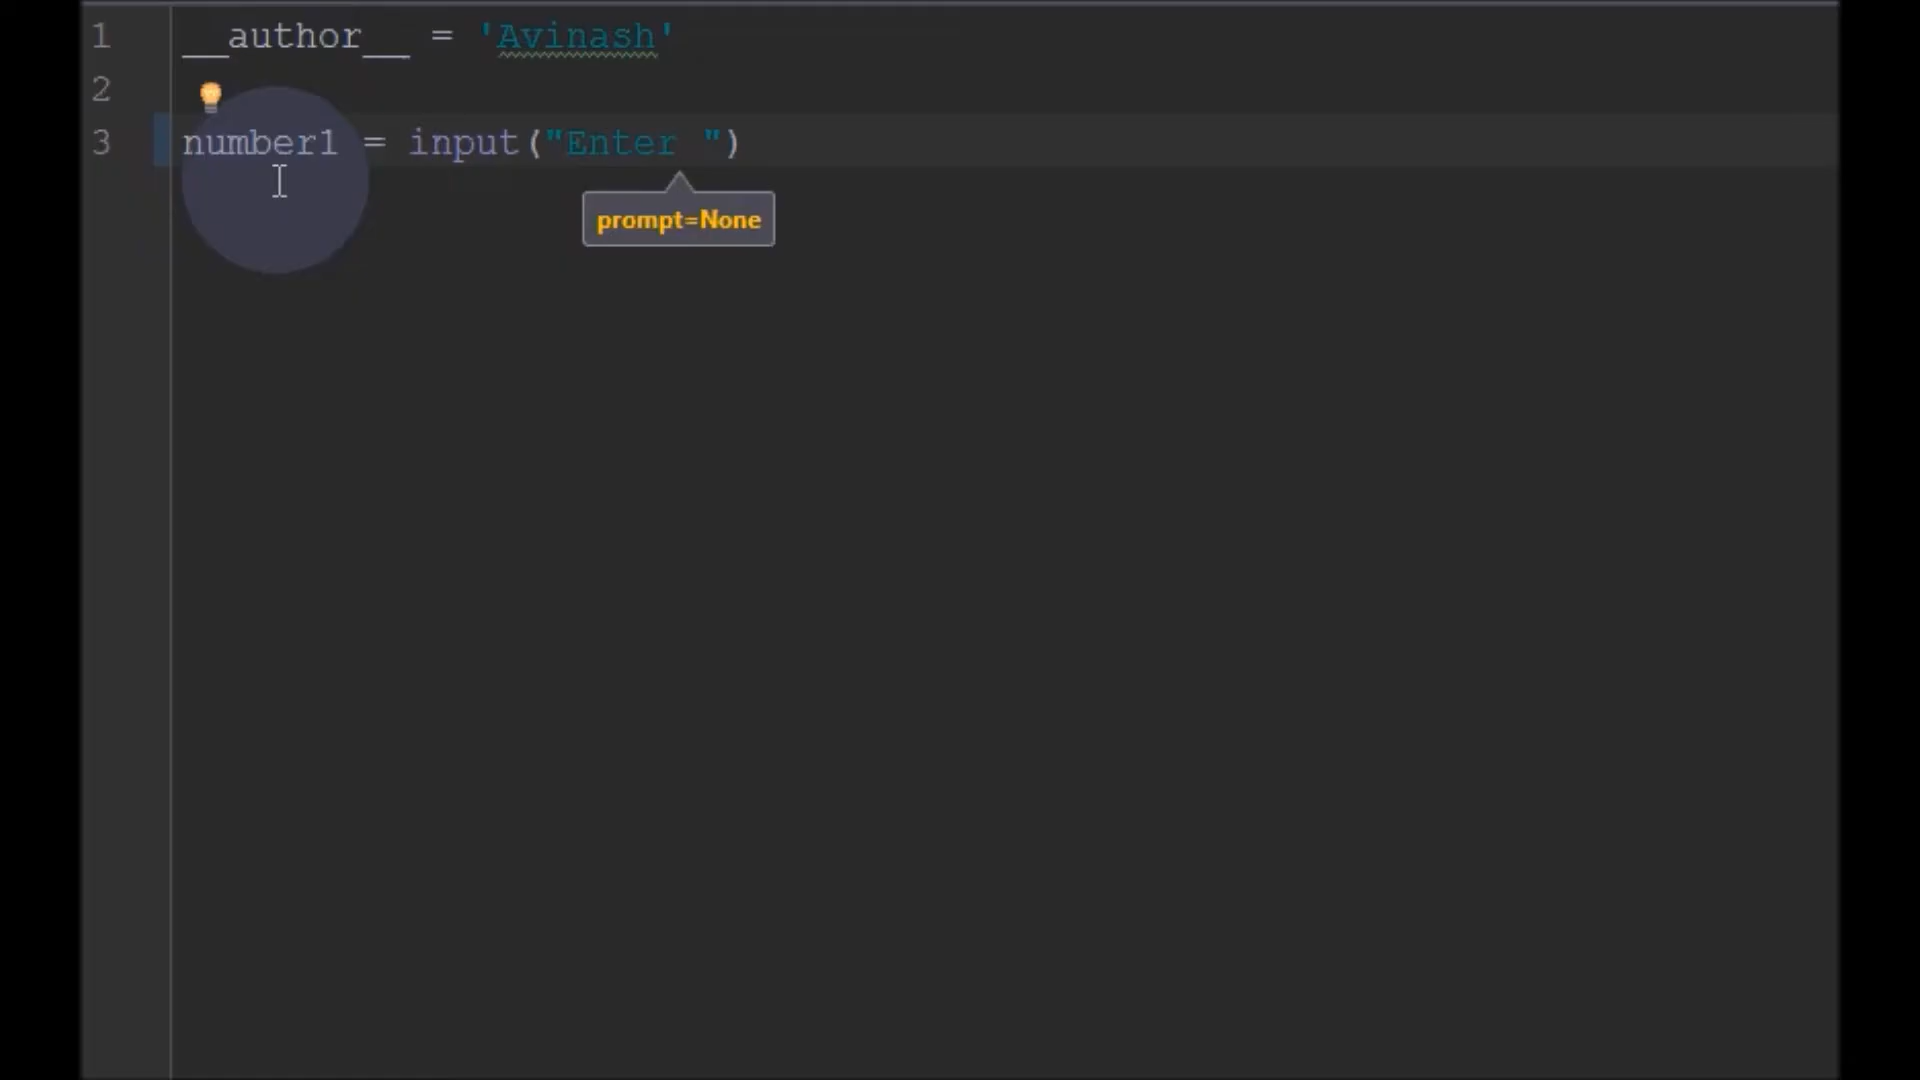 1 __author__ = 'Avinash'
2
3 number1 = input("Enter ")
prompt=None